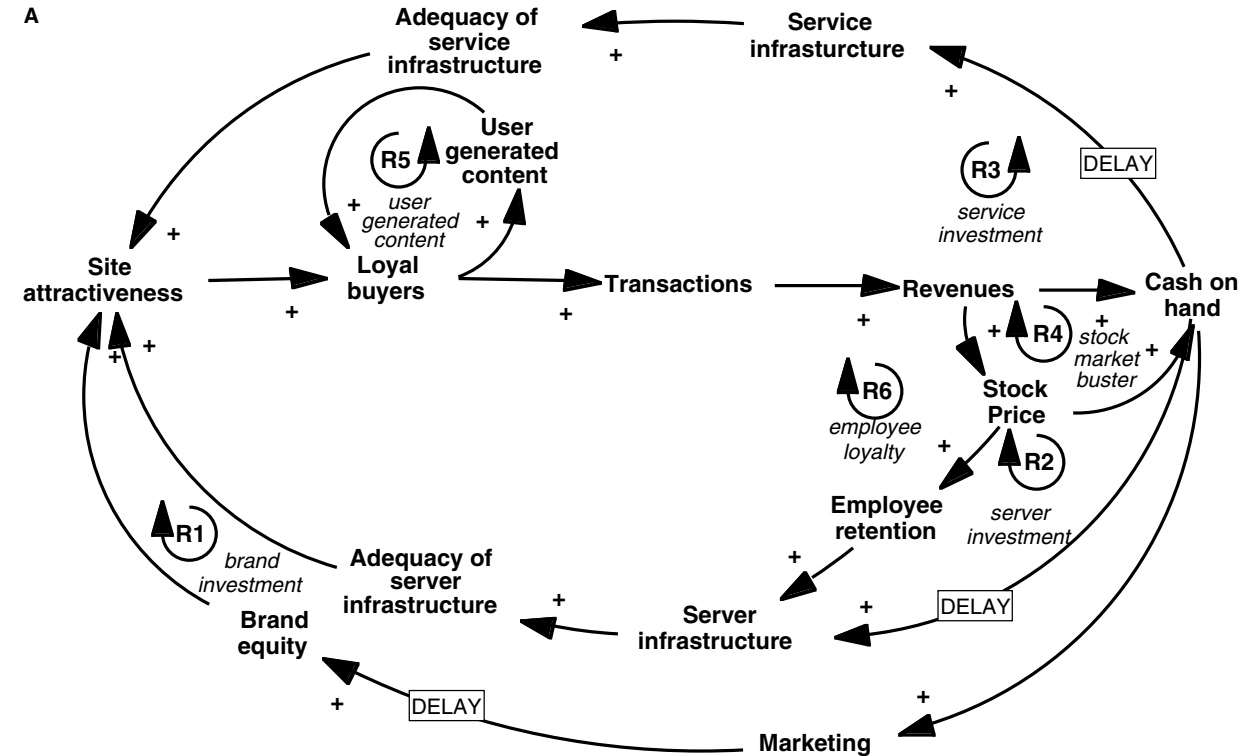 A
Adequacy of
service
infrastructure
+
Service
infrasturcture
+
DELAY
User
generated
content
R5
+
user
generated
content
+
R3
service
investment
+
Site
attractiveness
+
Loyal
buyers
+
Transactions
+
Revenues
+
Cash on
hand
+
+
+
R4
stock
market
buster
+
Stock
Price
R6
employee
loyalty
+
R2
server
investment
Employee
retention
+
R1
brand
investment
Adequacy of
server
infrastructure
+
Server
infrastructure
+
DELAY
Brand
equity
+
DELAY
+
Marketing